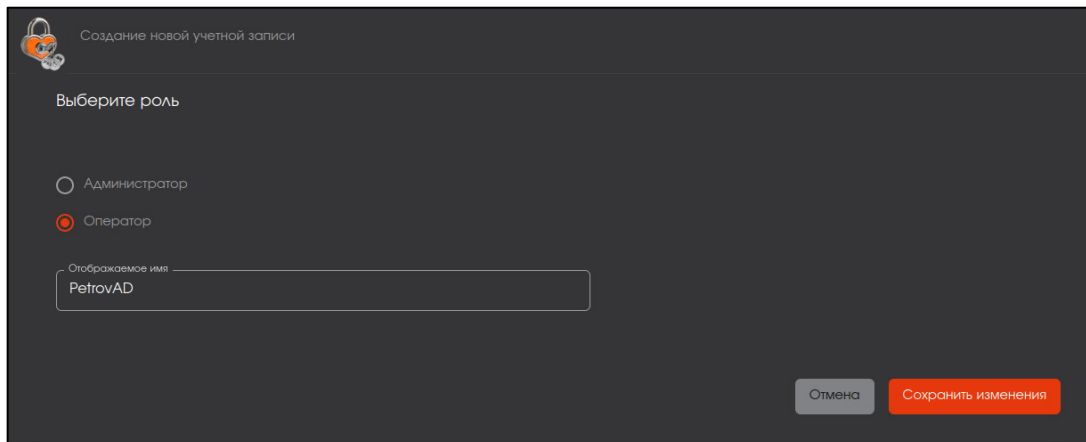 Создание новой учетной записи
Выберите роль
Администратор
Оператор
Отображаемое имя
PetrovAD
Отмена
Сохранить изменения